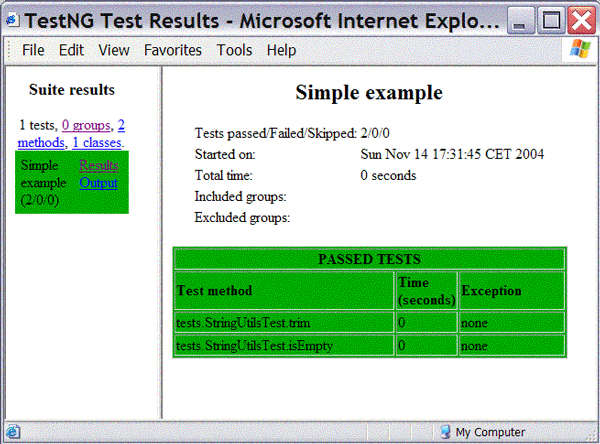 TestNG Test Results - Microsoft Internet Explo...
File Edit View Favorites Tools Help
Suite results
1 tests, 0 groups, 2
methods, 1 classes.
Simple example (2/0/0)
Results
Output
Simple example
Tests passed/Failed/Skipped: 2/0/0
Started on: Sun Nov 14 17:31:45 CET 2004
Total time: 0 seconds
Included groups:
Excluded groups:
PASSED TESTS
Test method Time (seconds) Exception
tests.StringUtilsTest.trim 0 none
tests.StringUtilsTest.isEmpty 0 none
My Computer